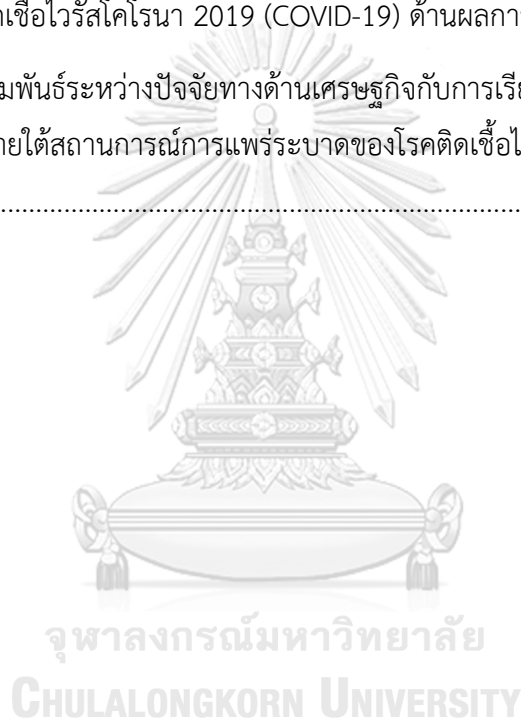 เชื้อไวรัสโคโรนา 2019 (COVID-19) ด้านผลกา
มพันธ์ระหว่างปัจจัยทางด้านเศรษฐกิจกับการเรีย
ายใต้สถานการณ์การแพร่ระบาดของโรคติดเชื้อไ
จุฬาลงกรณ์มหาวิทยาลัย
CHULALONGKORN UNIVERSITY